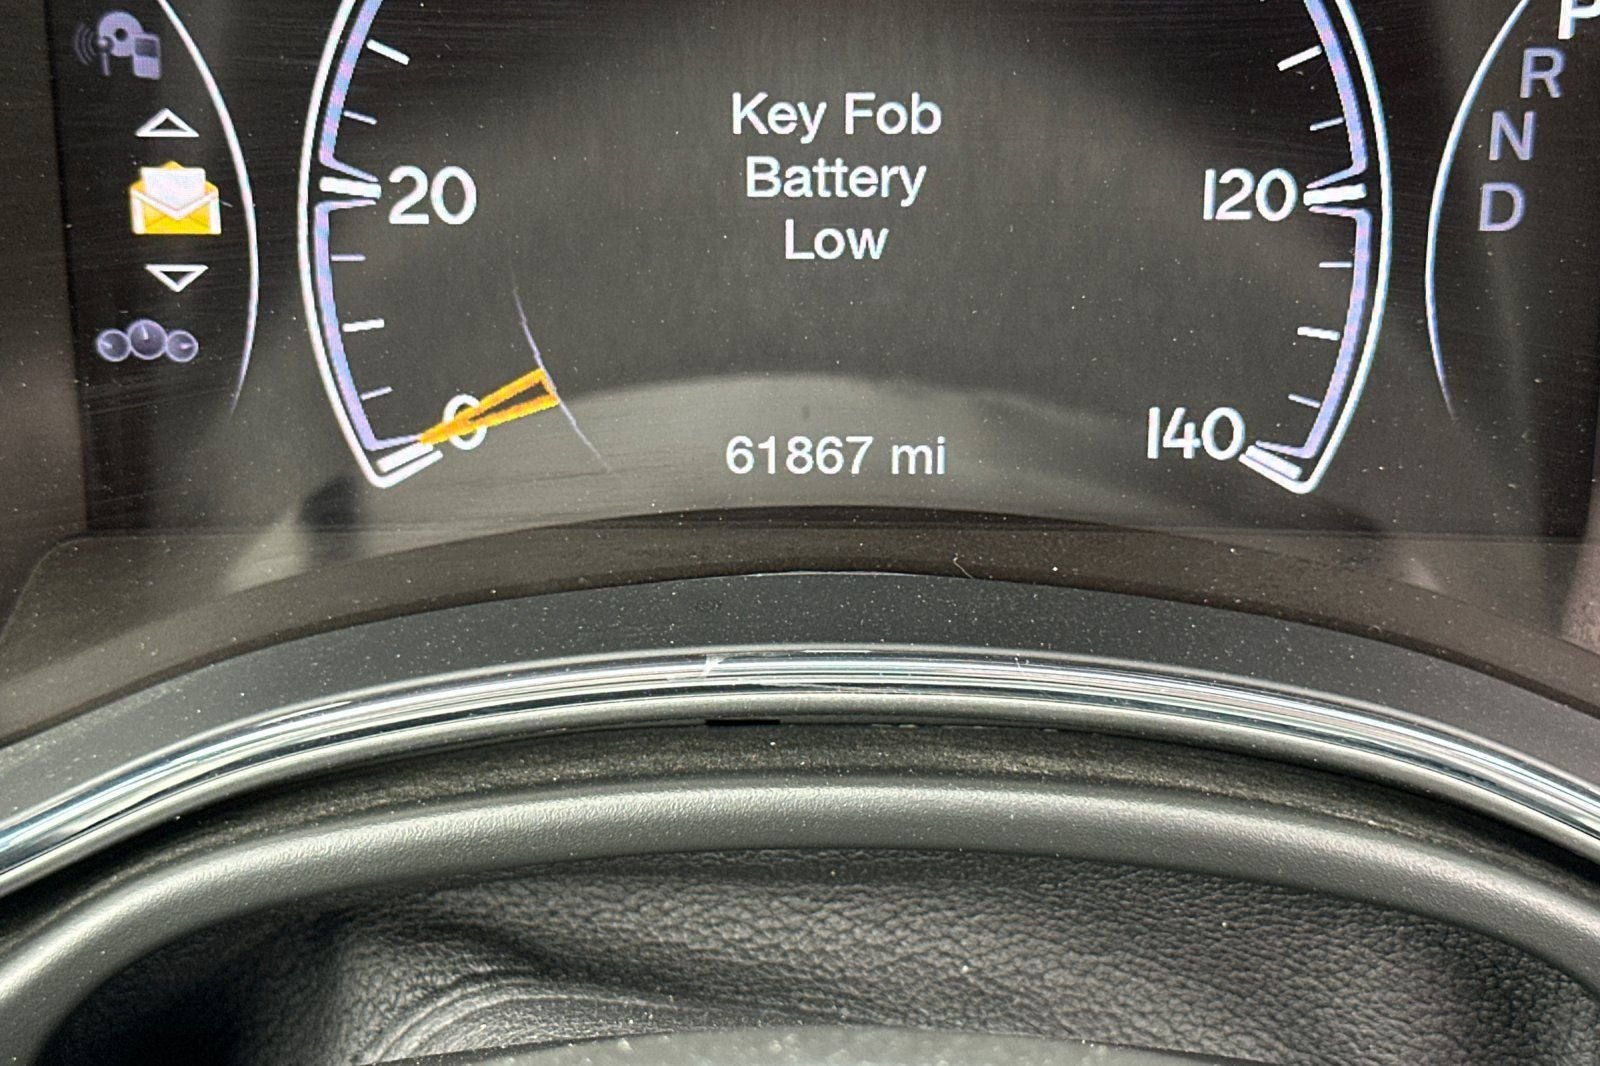 P
R
N
D
Key Fob
Battery
Low
20
120
0
140
61867 mi